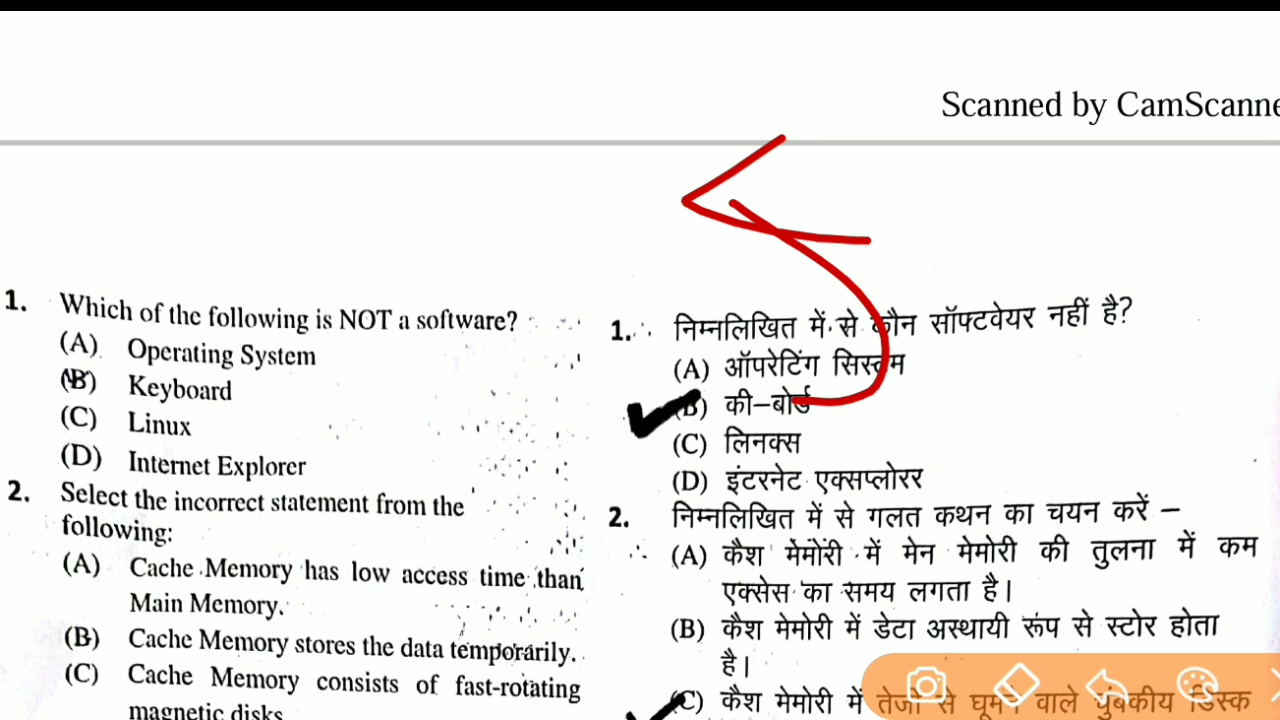 Scanned by CamScanne
1. Which of the following is NOT a software?
(A) Operating System
(B) Keyboard
(C) Linux
(D) Internet Explorer
2. Select the incorrect statement from the
following:
(A) Cache Memory has low access time than
Main Memory.
(B) Cache Memory stores the data temporarily.
(C) Cache Memory consists of fast-rotating
magnetic disks
1. निम्नलिखित में से कौन सॉफ्टवेयर नहीं है?
(A) ऑपरेटिंग सिस्टम
(B) की–बोर्ड
(C) लिनक्स
(D) इंटरनेट एक्सप्लोरर
2. निम्नलिखित में से गलत कथन का चयन करें –
(A) कैश मेमोरी में मेन मेमोरी की तुलना में कम
एक्सेस का समय लगता है।
(B) कैश मेमोरी में डेटा अस्थायी रूप से स्टोर होता
है।
(C) कैश मेमोरी में तेजी से घूमने वाले चुंबकीय डिस्क